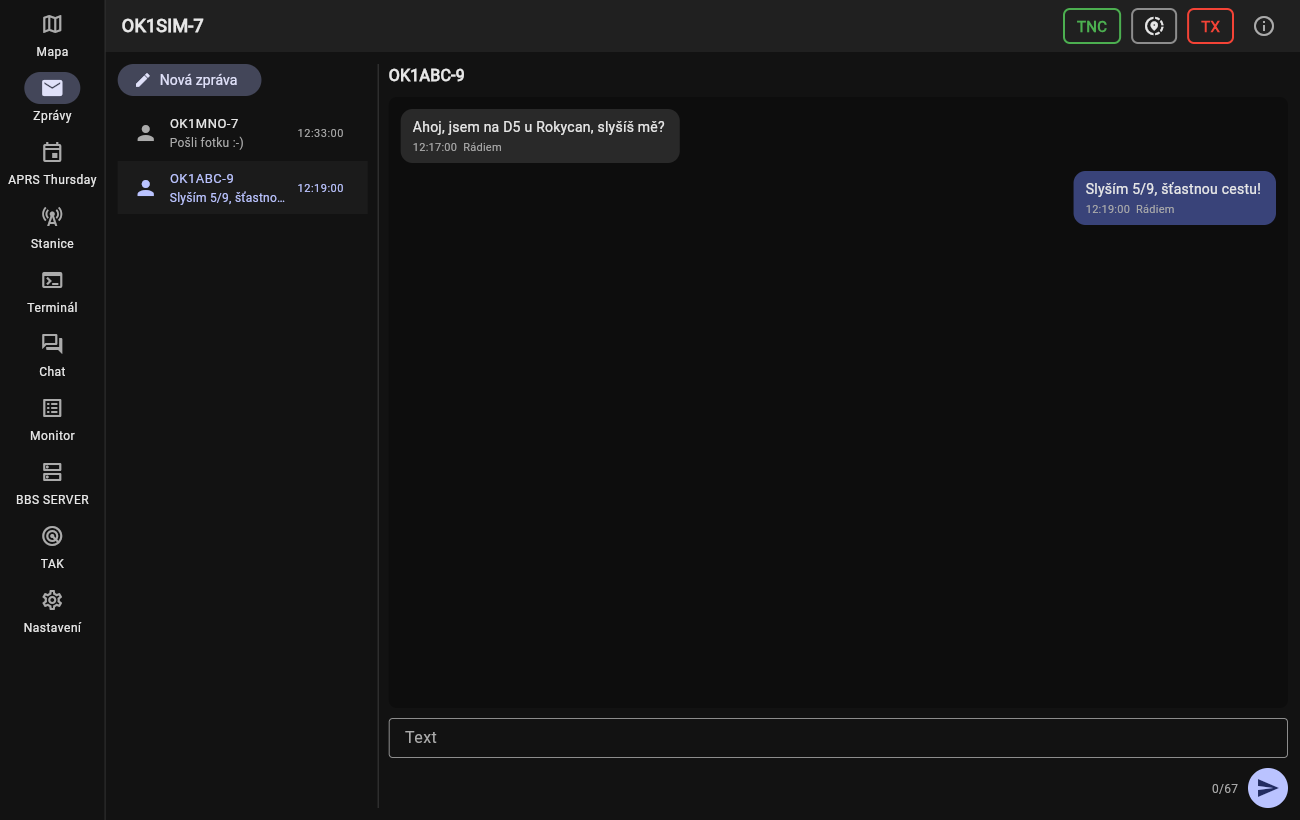 Mapa
Zprávy
APRS Thursday
Stanice
Terminál
Chat
Monitor
BBS SERVER
TAK
Nastavení
OK1SIM-7
TNC
TX
Nová zpráva
OK1MNO-7
Pošli fotku :-)
12:33:00
OK1ABC-9
Slyším 5/9, šťastno…
12:19:00
OK1ABC-9
Ahoj, jsem na D5 u Rokycan, slyšíš mě?
12:17:00 Rádiem
Slyším 5/9, šťastnou cestu!
12:19:00 Rádiem
Text
0/67